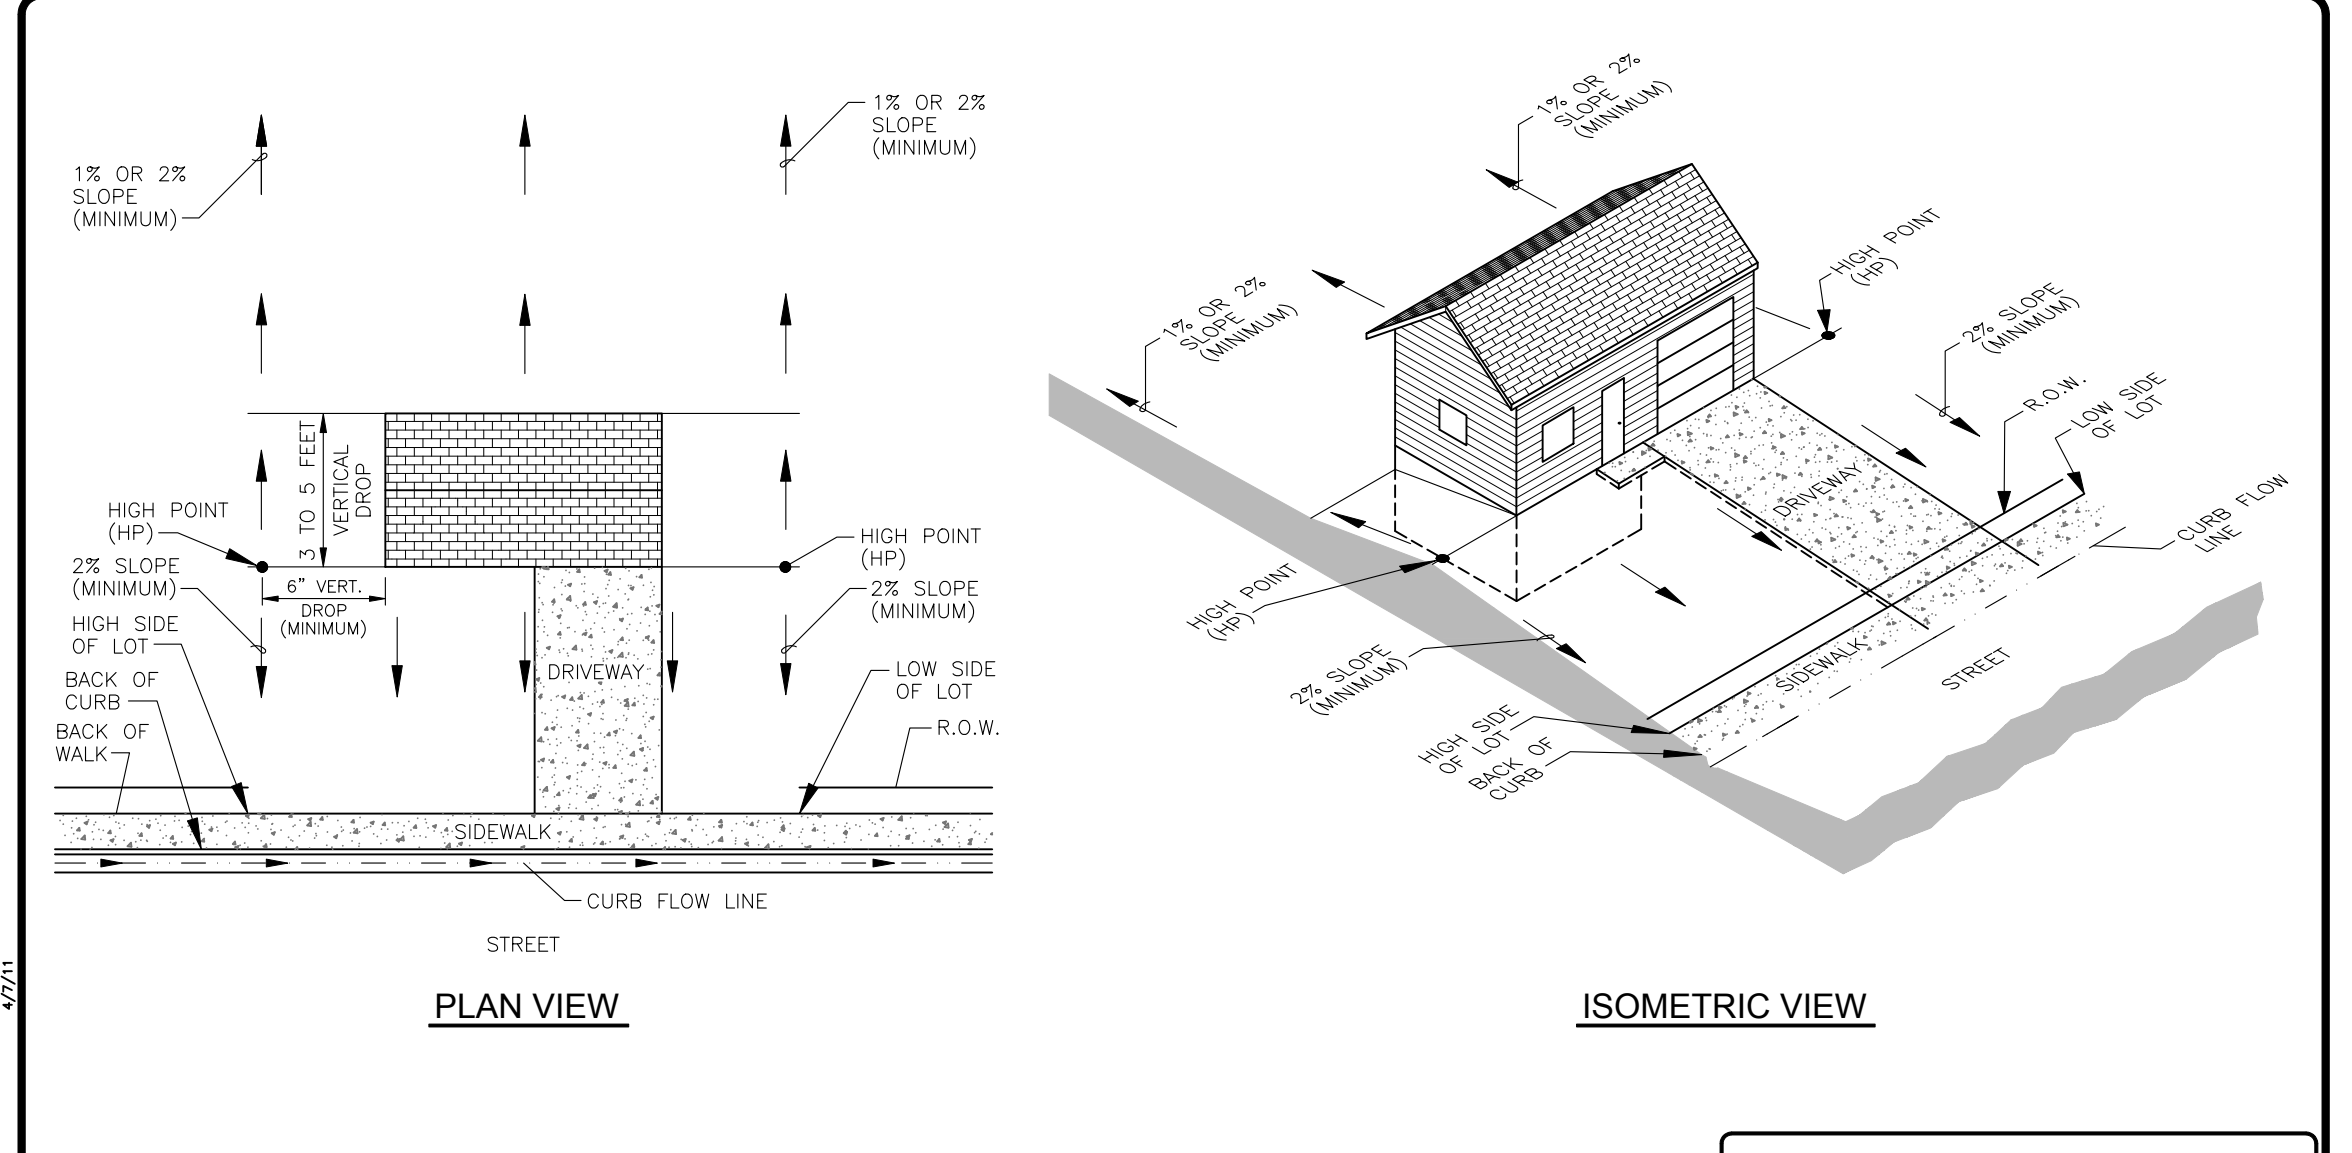 1% OR 2%
SLOPE
(MINIMUM)
1% OR 2%
SLOPE
(MINIMUM)
3 TO 5 FEET
VERTICAL
DROP
HIGH POINT
(HP)
2% SLOPE
(MINIMUM)
6” VERT.
DROP
(MINIMUM)
HIGH POINT
(HP)
2% SLOPE
(MINIMUM)
HIGH SIDE
OF LOT
BACK OF
CURB
BACK OF
WALK
DRIVEWAY
LOW SIDE
OF LOT
R.O.W.
SIDEWALK
CURB FLOW LINE
STREET
PLAN VIEW
1% OR 2%
SLOPE
(MINIMUM)
1% OR 2%
SLOPE
(MINIMUM)
HIGH POINT
(HP)
2% SLOPE
(MINIMUM)
R.O.W.
LOW SIDE
OF LOT
DRIVEWAY
CURB FLOW
LINE
HIGH POINT
(HP)
2% SLOPE
(MINIMUM)
SIDEWALK
STREET
HIGH SIDE
OF LOT
BACK OF
CURB
ISOMETRIC VIEW
4/7/11